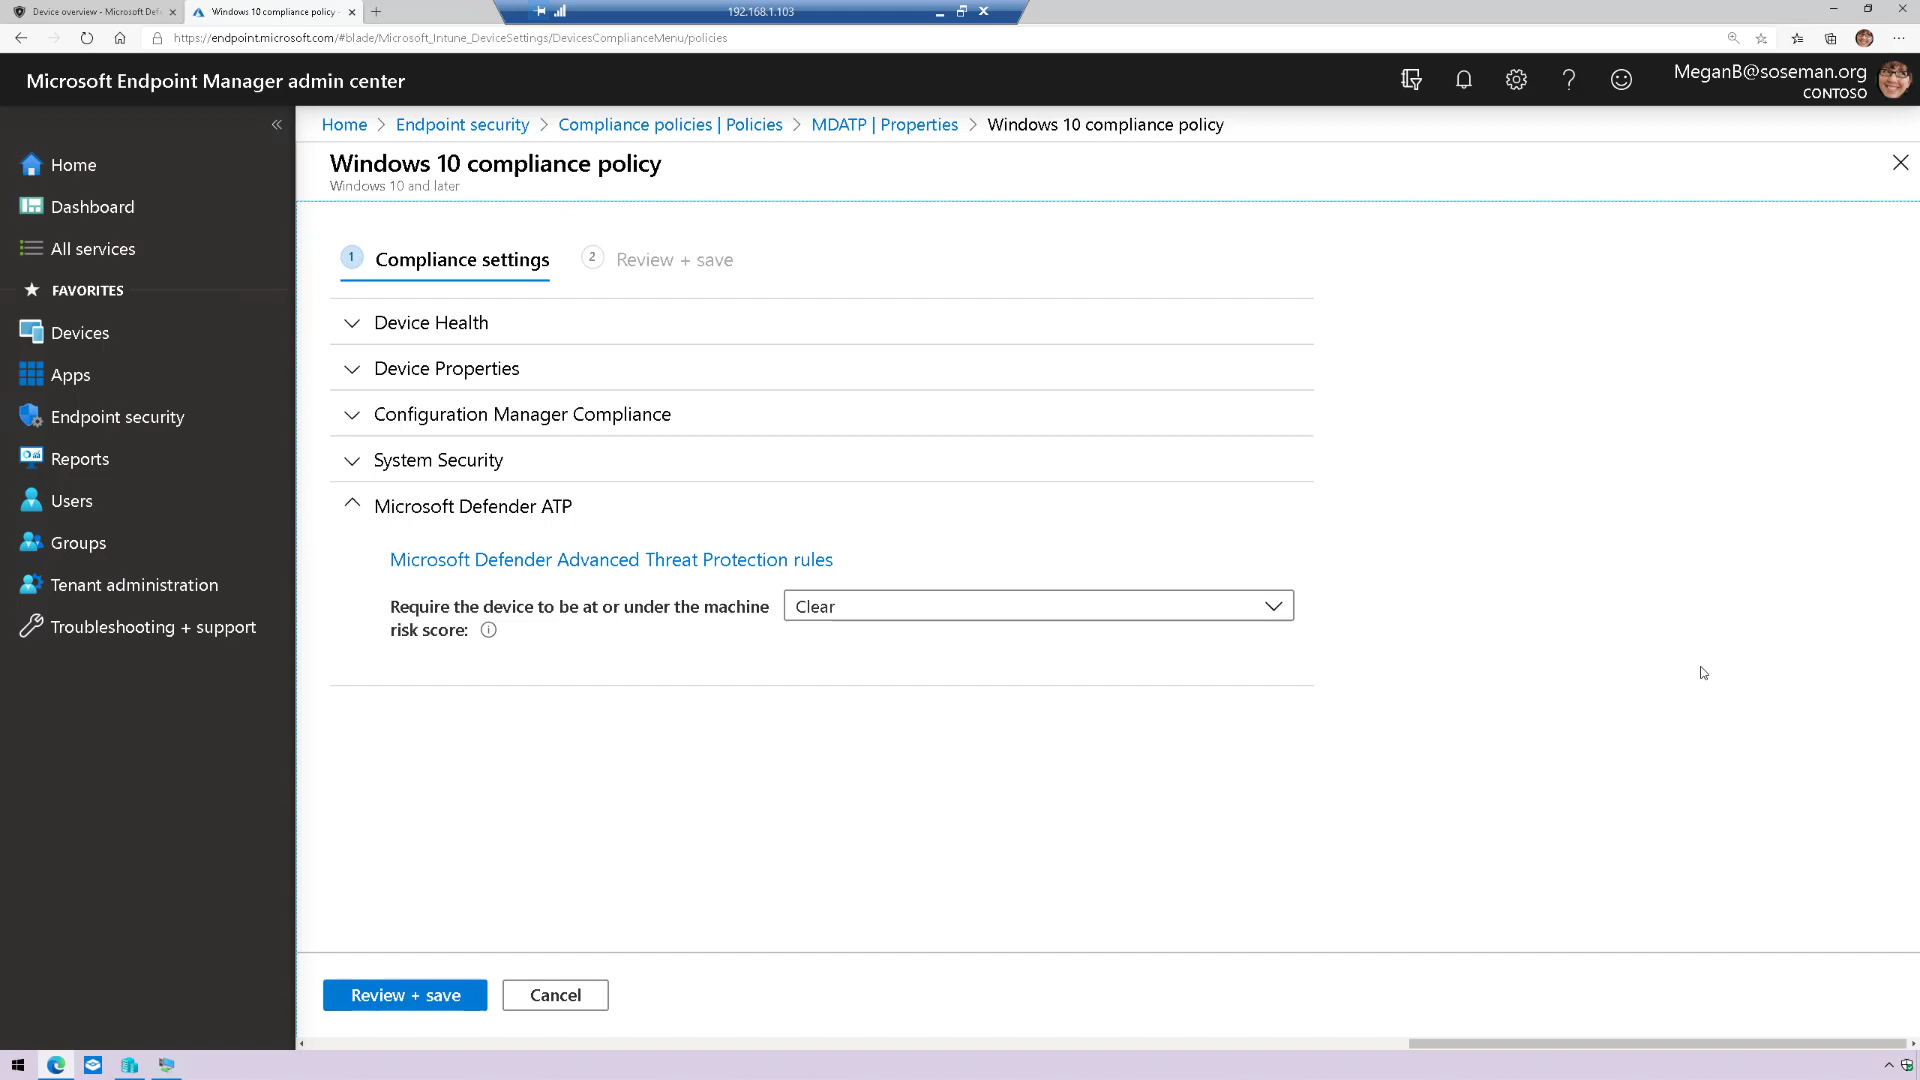 Device overview - Microsoft Def
Windows 10 compliance policy -
192.168.1.103
https://endpoint.microsoft.com/#blade/Microsoft_Intune_DeviceSettings/DevicesComplianceMenu/policies
Microsoft Endpoint Manager admin center
MeganB@soseman.org
CONTOSO
Home > Endpoint security > Compliance policies | Policies > MDATP | Properties > Windows 10 compliance policy
Windows 10 compliance policy
Windows 10 and later
Home
Dashboard
All services
FAVORITES
Devices
Apps
Endpoint security
Reports
Users
Groups
Tenant administration
Troubleshooting + support
1 Compliance settings
2 Review + save
Device Health
Device Properties
Configuration Manager Compliance
System Security
Microsoft Defender ATP
Microsoft Defender Advanced Threat Protection rules
Require the device to be at or under the machine
risk score:
Clear
Review + save
Cancel